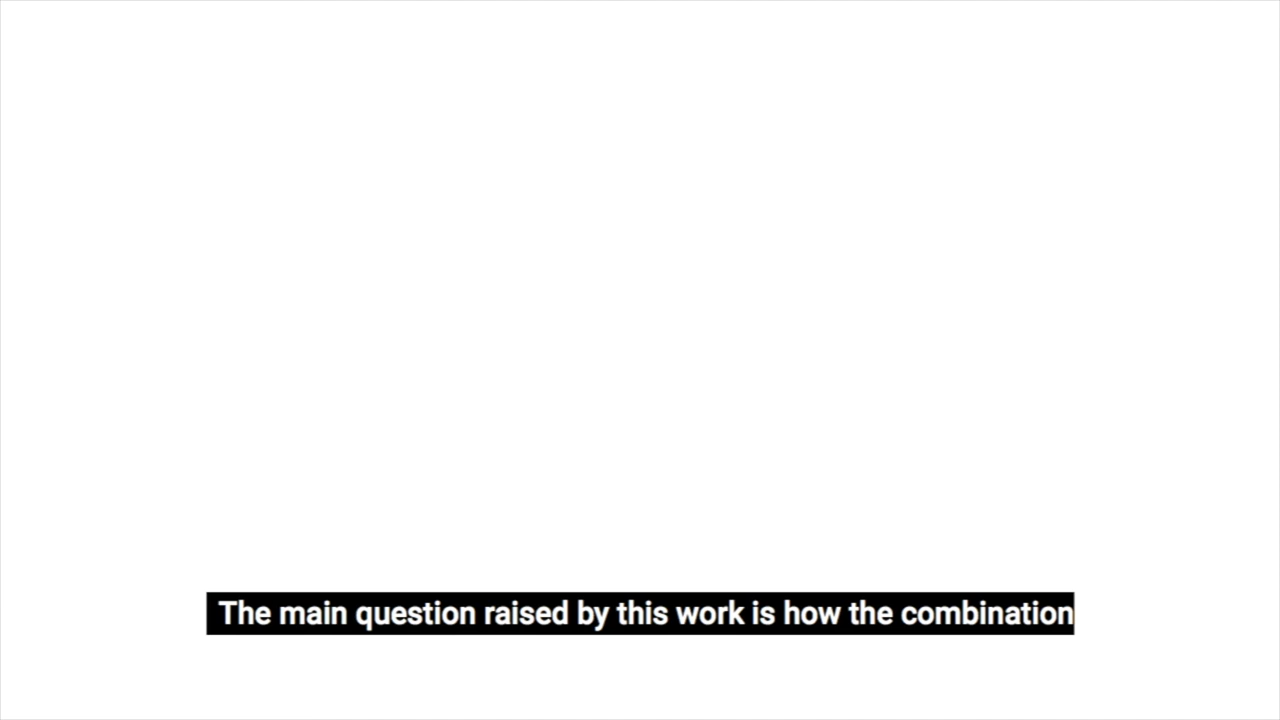 The main question raised by this work is how the combination